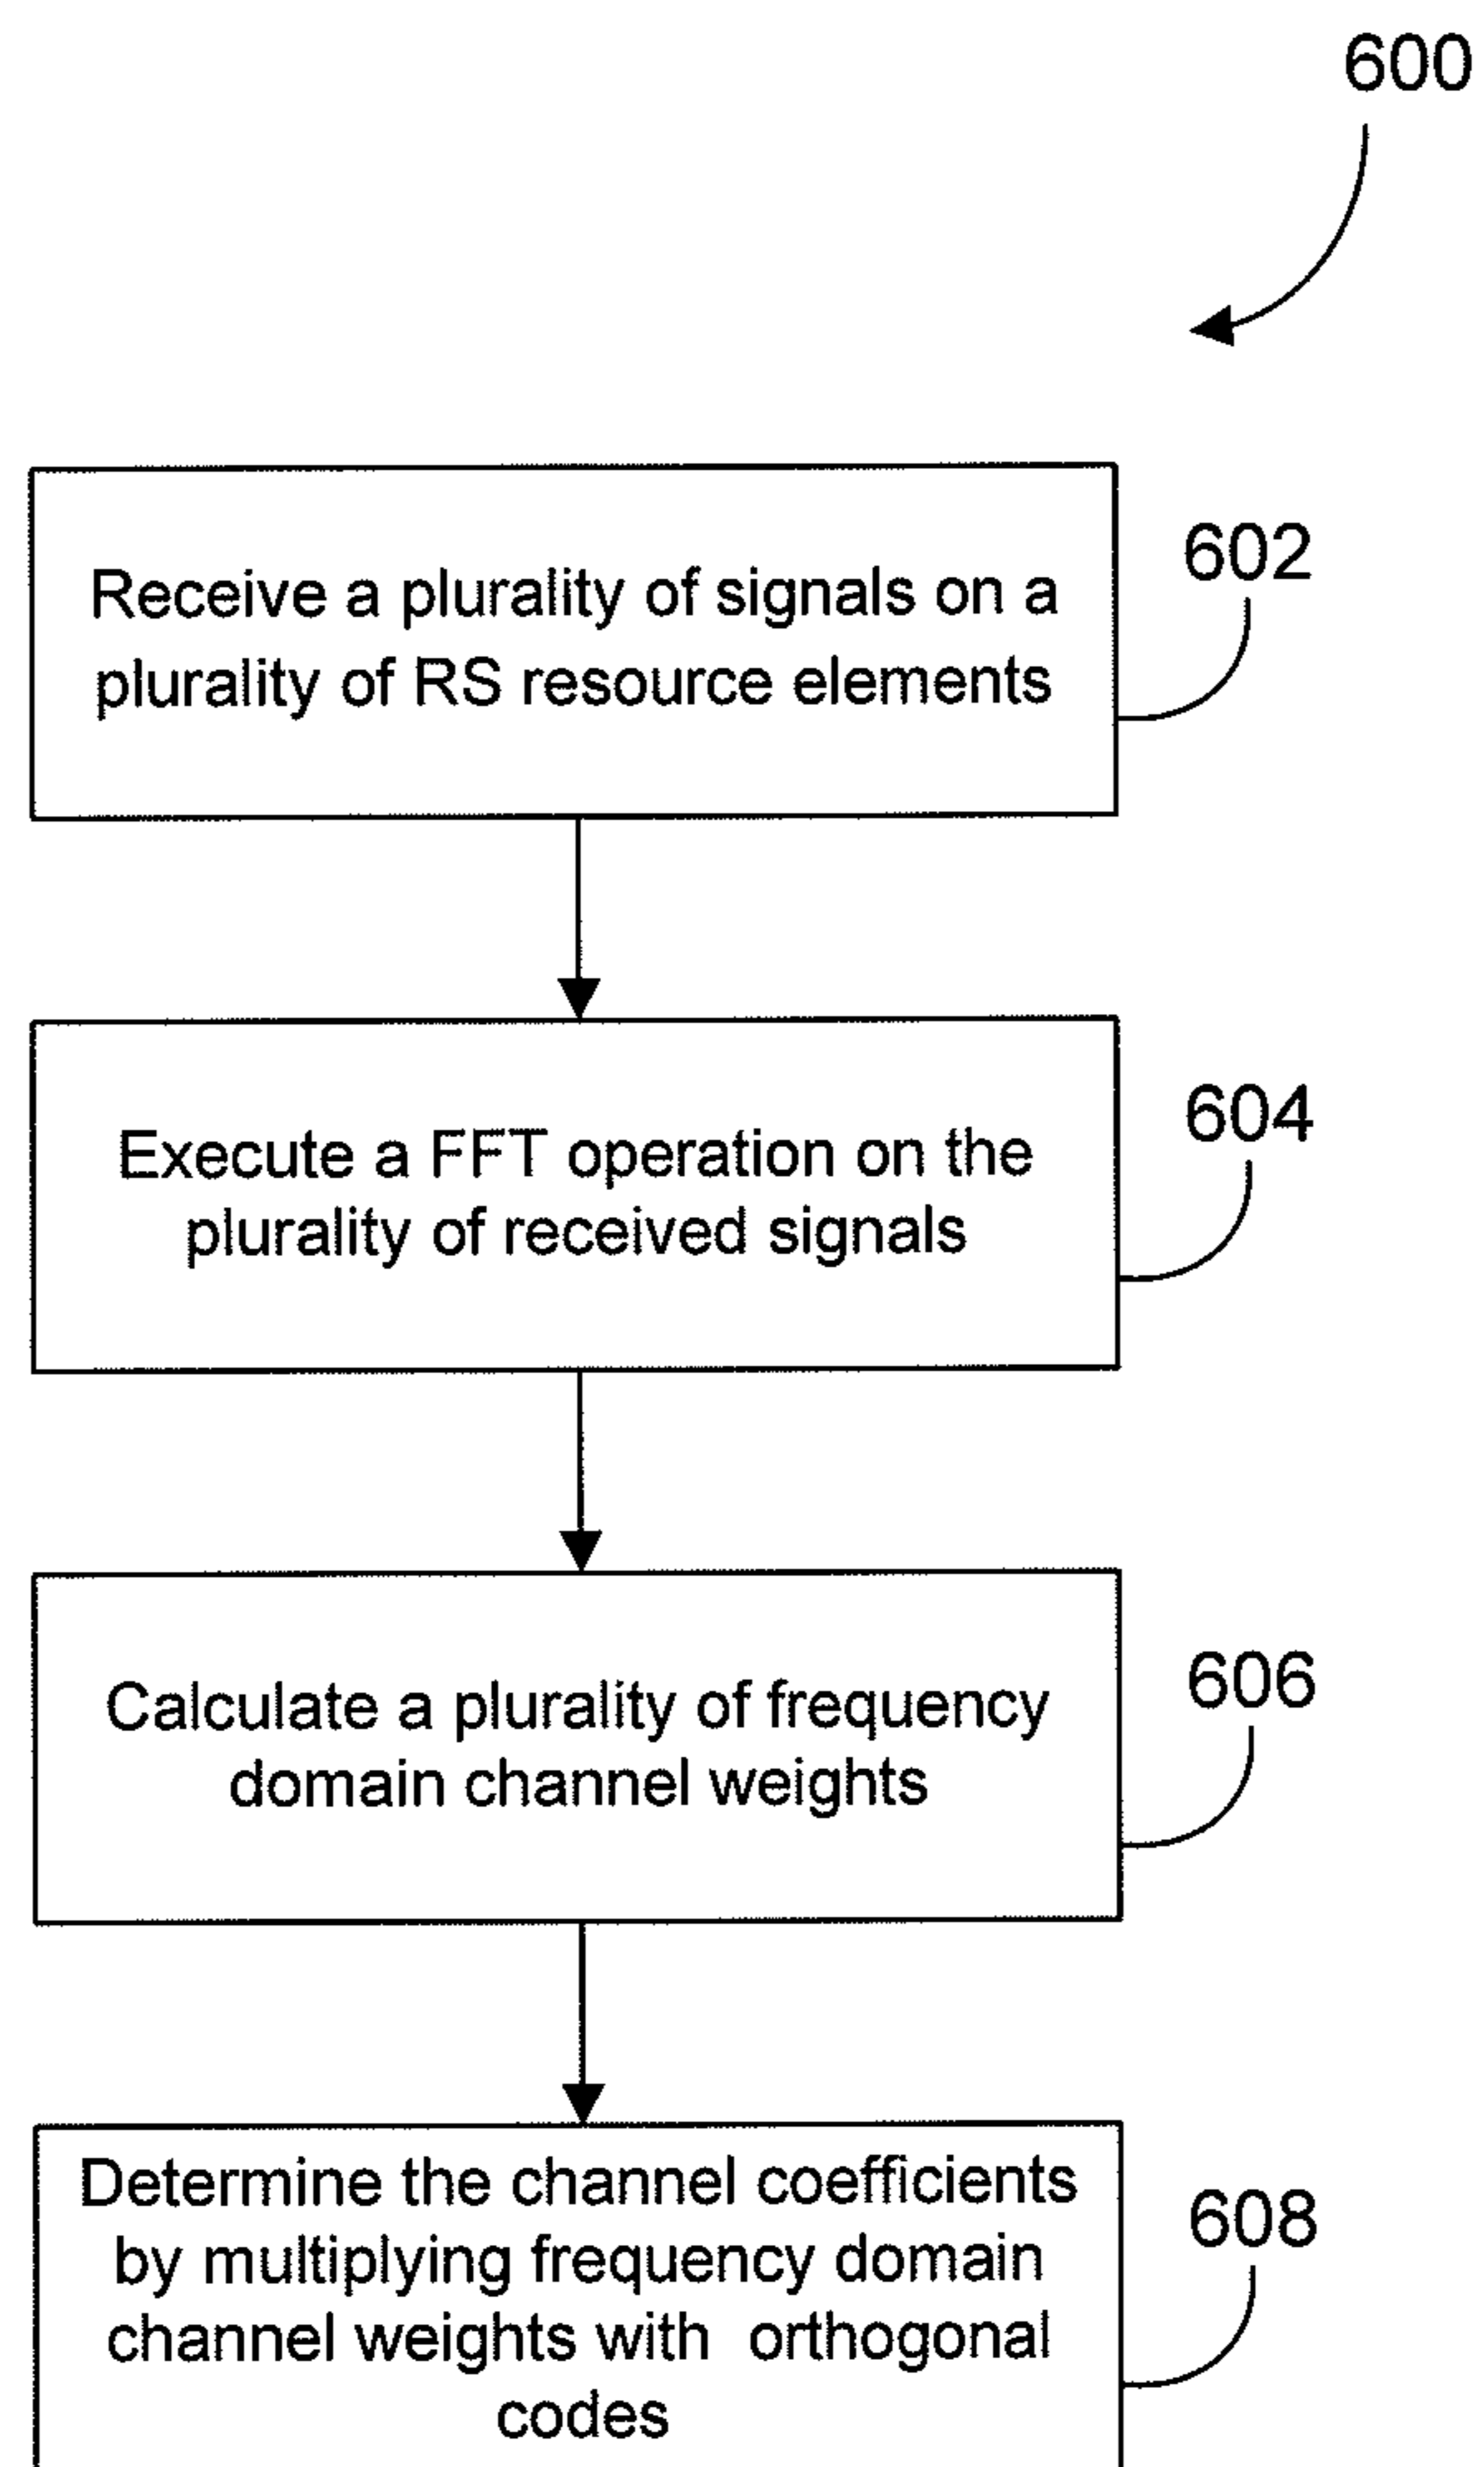 600
Receive a plurality of signals on a
plurality of RS resource elements
602
Execute a FFT operation on the
plurality of received signals
604
Calculate a plurality of frequency
domain channel weights
606
Determine the channel coefficients
by multiplying frequency domain
channel weights with orthogonal
codes
608